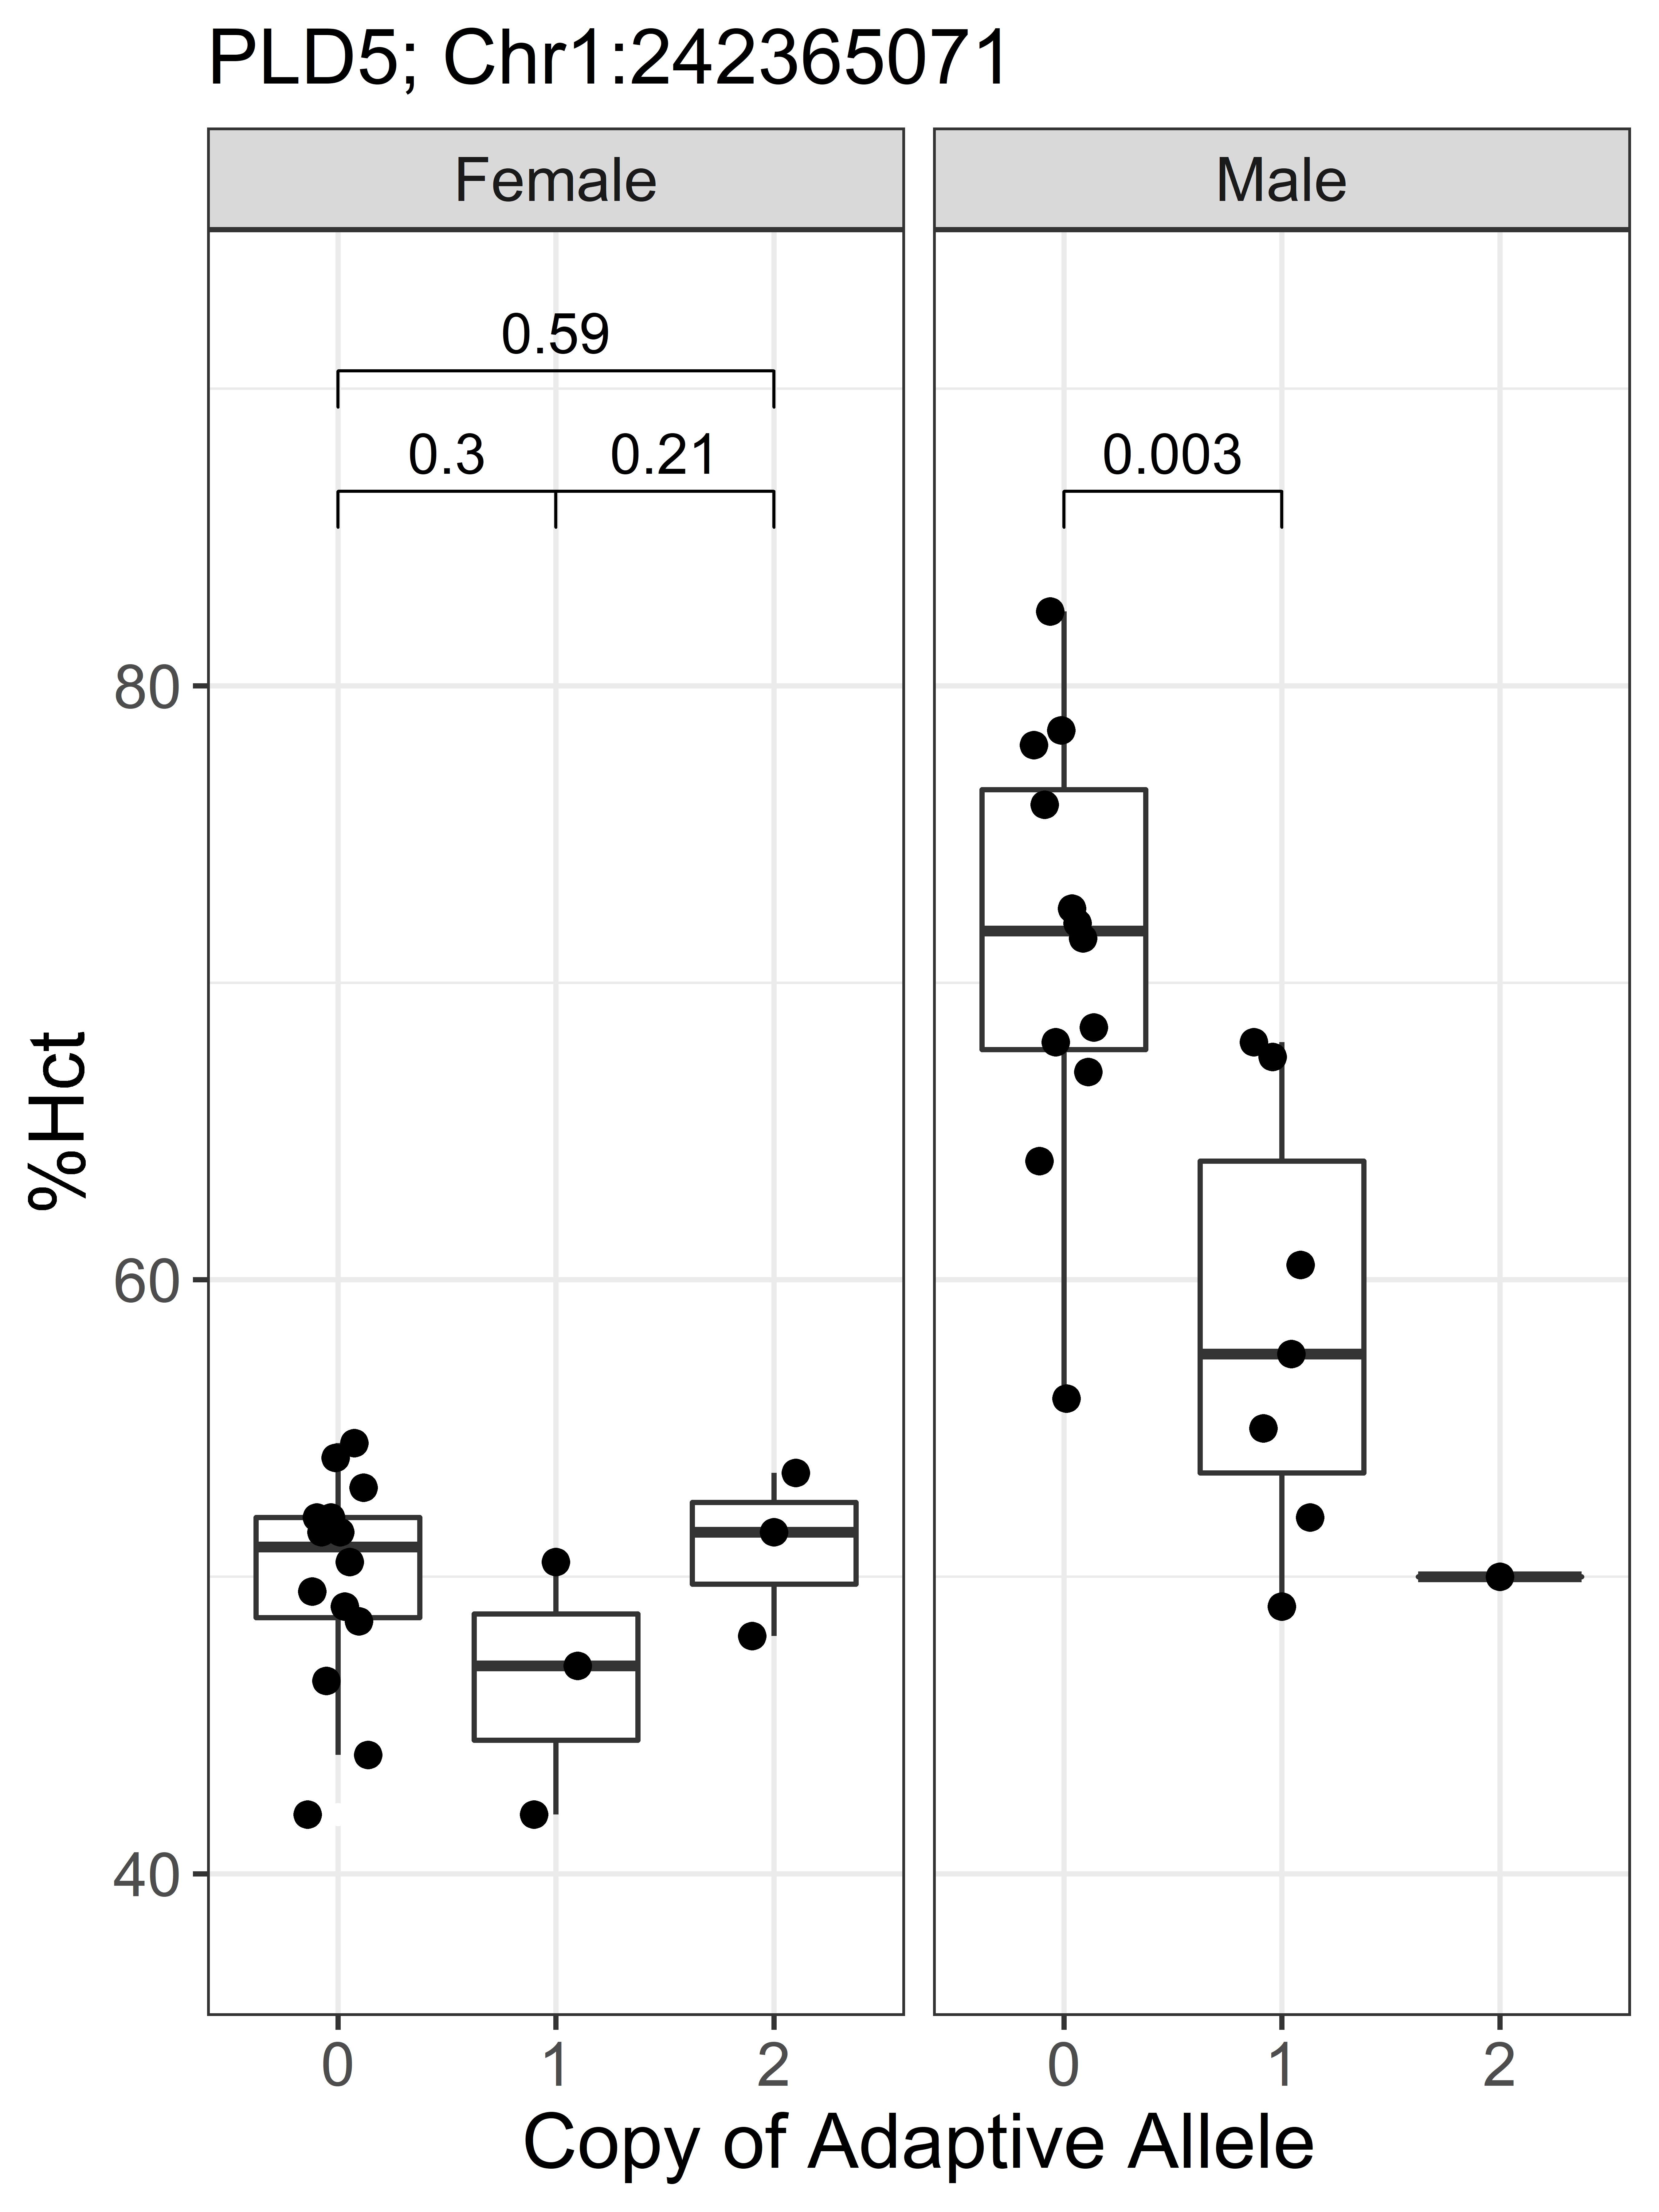 PLD5; Chr1:242365071
Female
Male
0.59
0.3
0.21
0.003
80
60
40
%Hct
0
1
2
0
1
2
Copy of Adaptive Allele